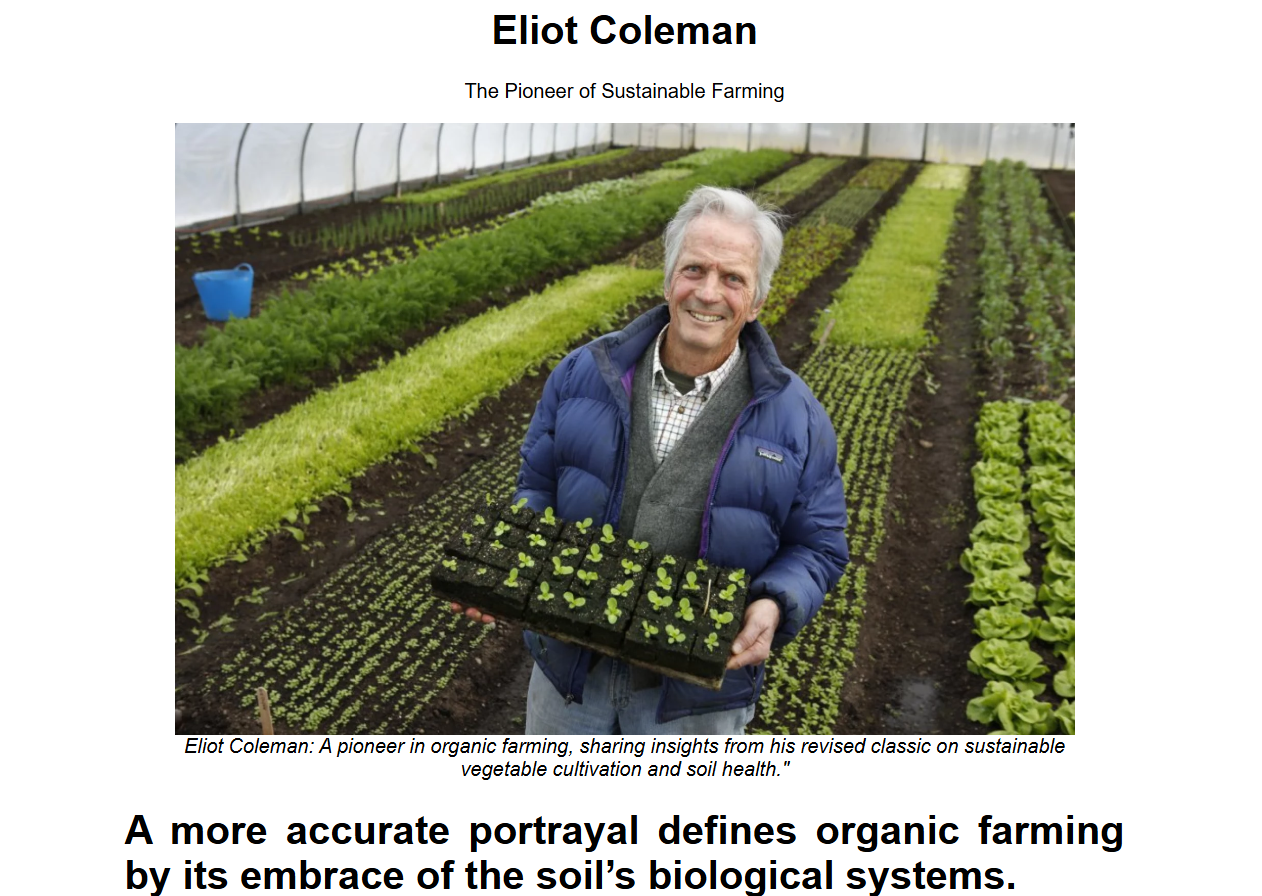 Eliot Coleman
The Pioneer of Sustainable Farming
Eliot Coleman: A pioneer in organic farming, sharing insights from his revised classic on sustainable
vegetable cultivation and soil health."
A more accurate portrayal defines organic farming
by its embrace of the soil’s biological systems.